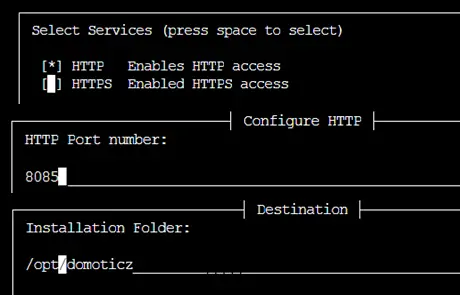 Select Services (press space to select)
[*] HTTP Enables HTTP access
[ ] HTTPS Enabled HTTPS access
Configure HTTP
HTTP Port number:
8085
Destination
Installation Folder:
/opt/domoticz